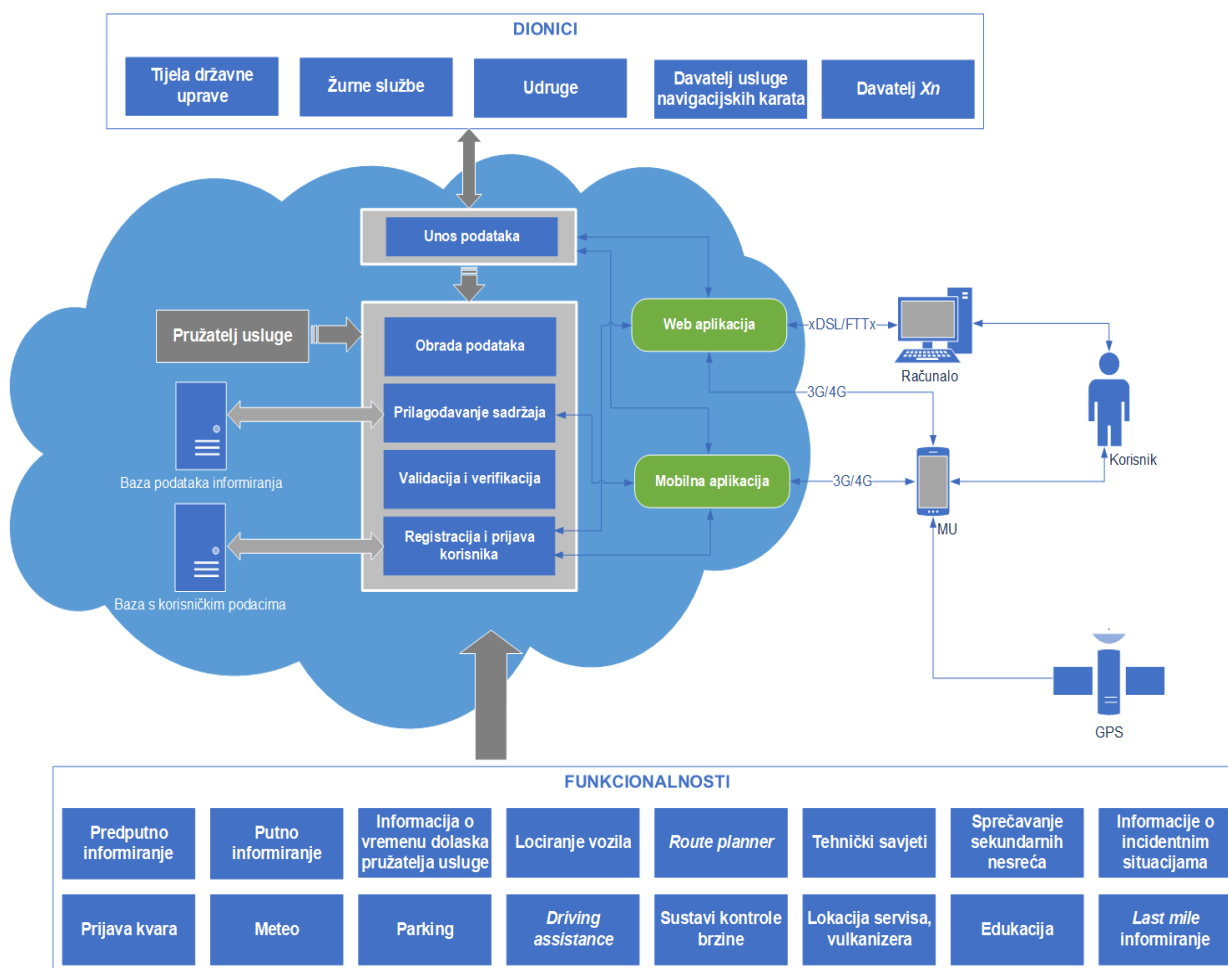 DIONICI
Tijela državne
uprave
Žurne službe
Udruge
Davatelj usluge
navigacijskih karata
Davatelj Xn
Unos podataka
Pružatelj usluge
Obrada podataka
Prilagođavanje sadržaja
Validacija i verifikacija
Registracija i prijava
korisnika
Baza podataka informiranja
Baza s korisničkim podacima
Web aplikacija
Mobilna aplikacija
xDSL/FTTx
3G/4G
3G/4G
Računalo
Korisnik
MU
GPS
FUNKCIONALNOSTI
Predputno
informiranje
Putno
informiranje
Informacija o
vremenu dolaska
pružatelja usluge
Lociranje vozila
Route planner
Tehnički savjeti
Sprečavanje
sekundarnih
nesreća
Informacije o
incidentnim
situacijama
Prijava kvara
Meteo
Parking
Driving
assistance
Sustavi kontrole
brzine
Lokacija servisa,
vulkanizera
Edukacija
Last mile
informiranje